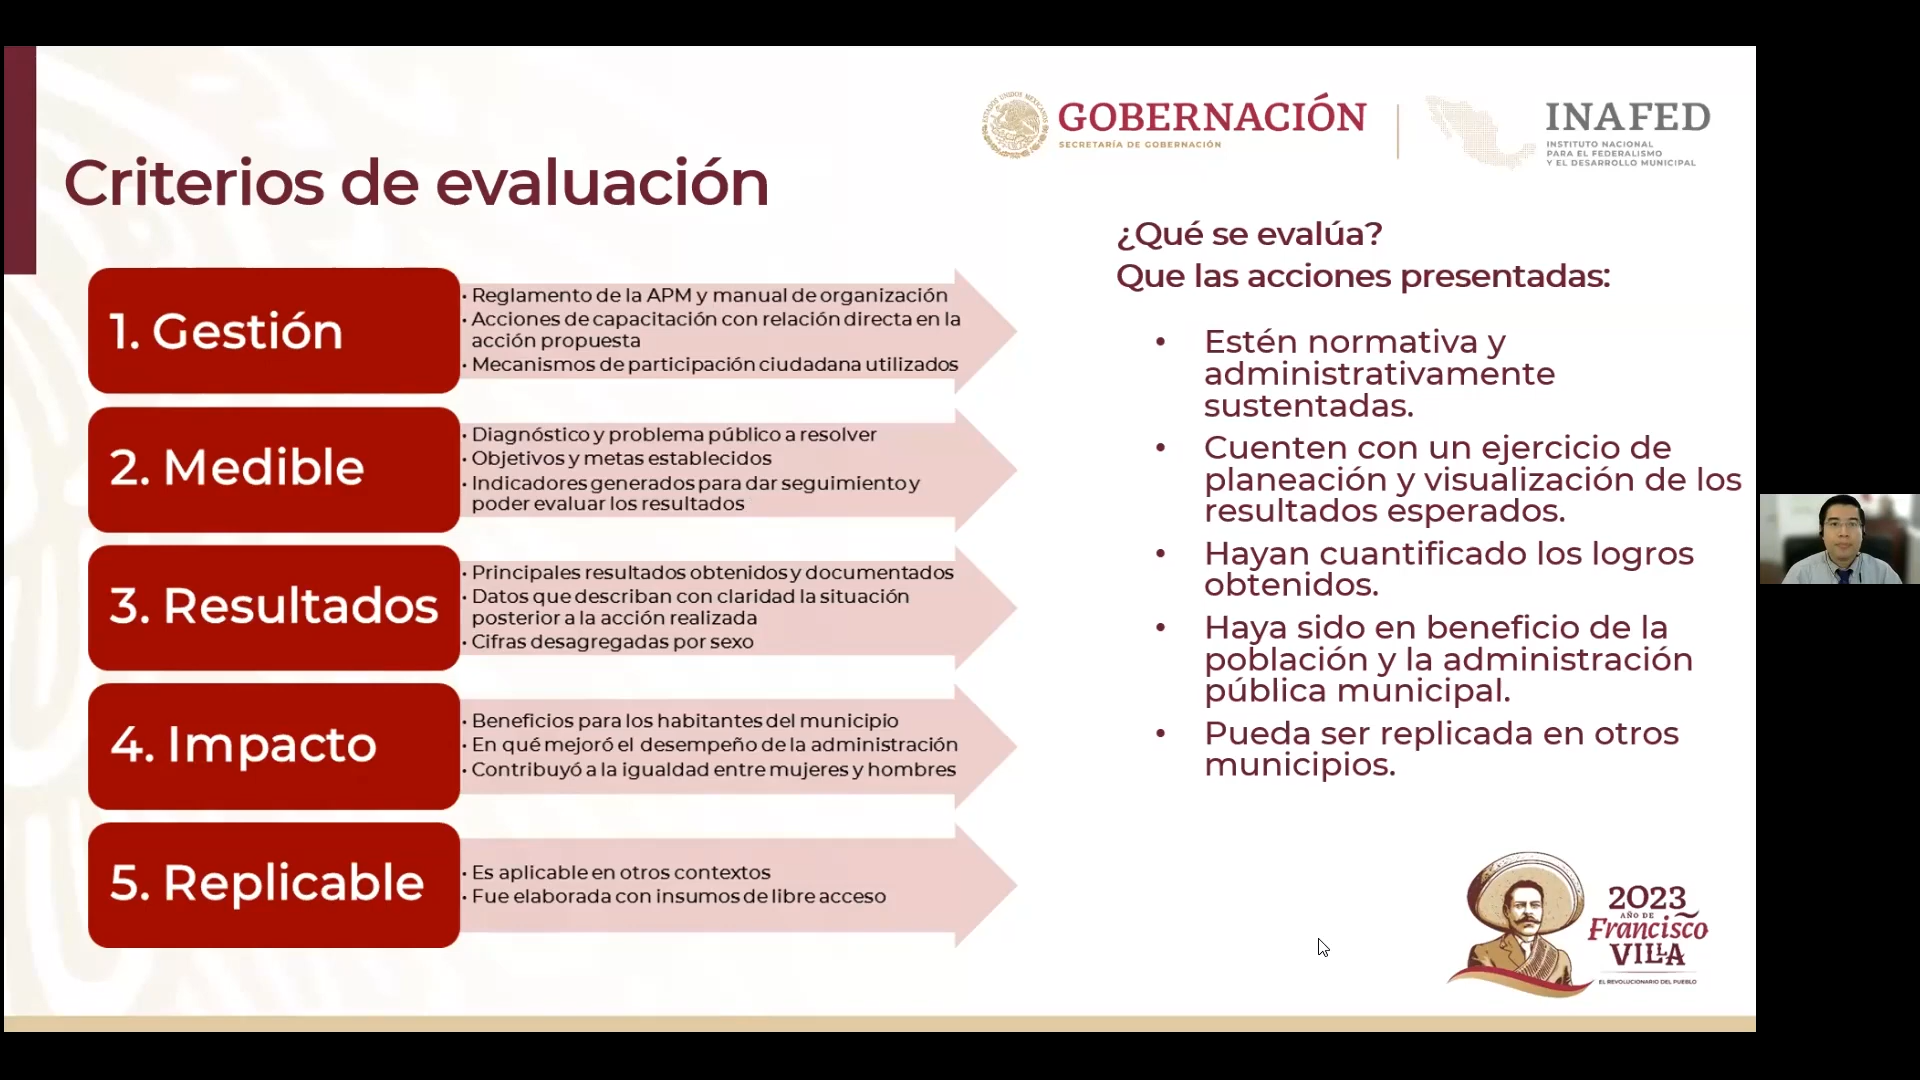 GOBERNACIÓN
SECRETARÍA DE GOBERNACIÓN
INAFED
INSTITUTO NACIONAL
PARA EL FEDERALISMO
Y EL DESARROLLO MUNICIPAL
Criterios de evaluación
1. Gestión
• Reglamento de la APM y manual de organización
• Acciones de capacitación con relación directa en la
acción propuesta
• Mecanismos de participación ciudadana utilizados
2. Medible
• Diagnóstico y problema público a resolver
• Objetivos y metas establecidos
• Indicadores generados para dar seguimiento y
poder evaluar los resultados
3. Resultados
• Principales resultados obtenidos y documentados
• Datos que describan con claridad la situación
posterior a la acción realizada
• Cifras desagregadas por sexo
4. Impacto
• Beneficios para los habitantes del municipio
• En qué mejoró el desempeño de la administración
• Contribuyó a la igualdad entre mujeres y hombres
5. Replicable
• Es aplicable en otros contextos
• Fue elaborada con insumos de libre acceso
¿Qué se evalúa?
Que las acciones presentadas:
• Estén normativa y
administrativamente
sustentadas.
• Cuenten con un ejercicio de
planeación y visualización de los
resultados esperados.
• Hayan cuantificado los logros
obtenidos.
• Haya sido en beneficio de la
población y la administración
pública municipal.
• Pueda ser replicada en otros
municipios.
2023
AÑO DE
Francisco
VILLA
EL REVOLUCIONARIO DEL PUEBLO